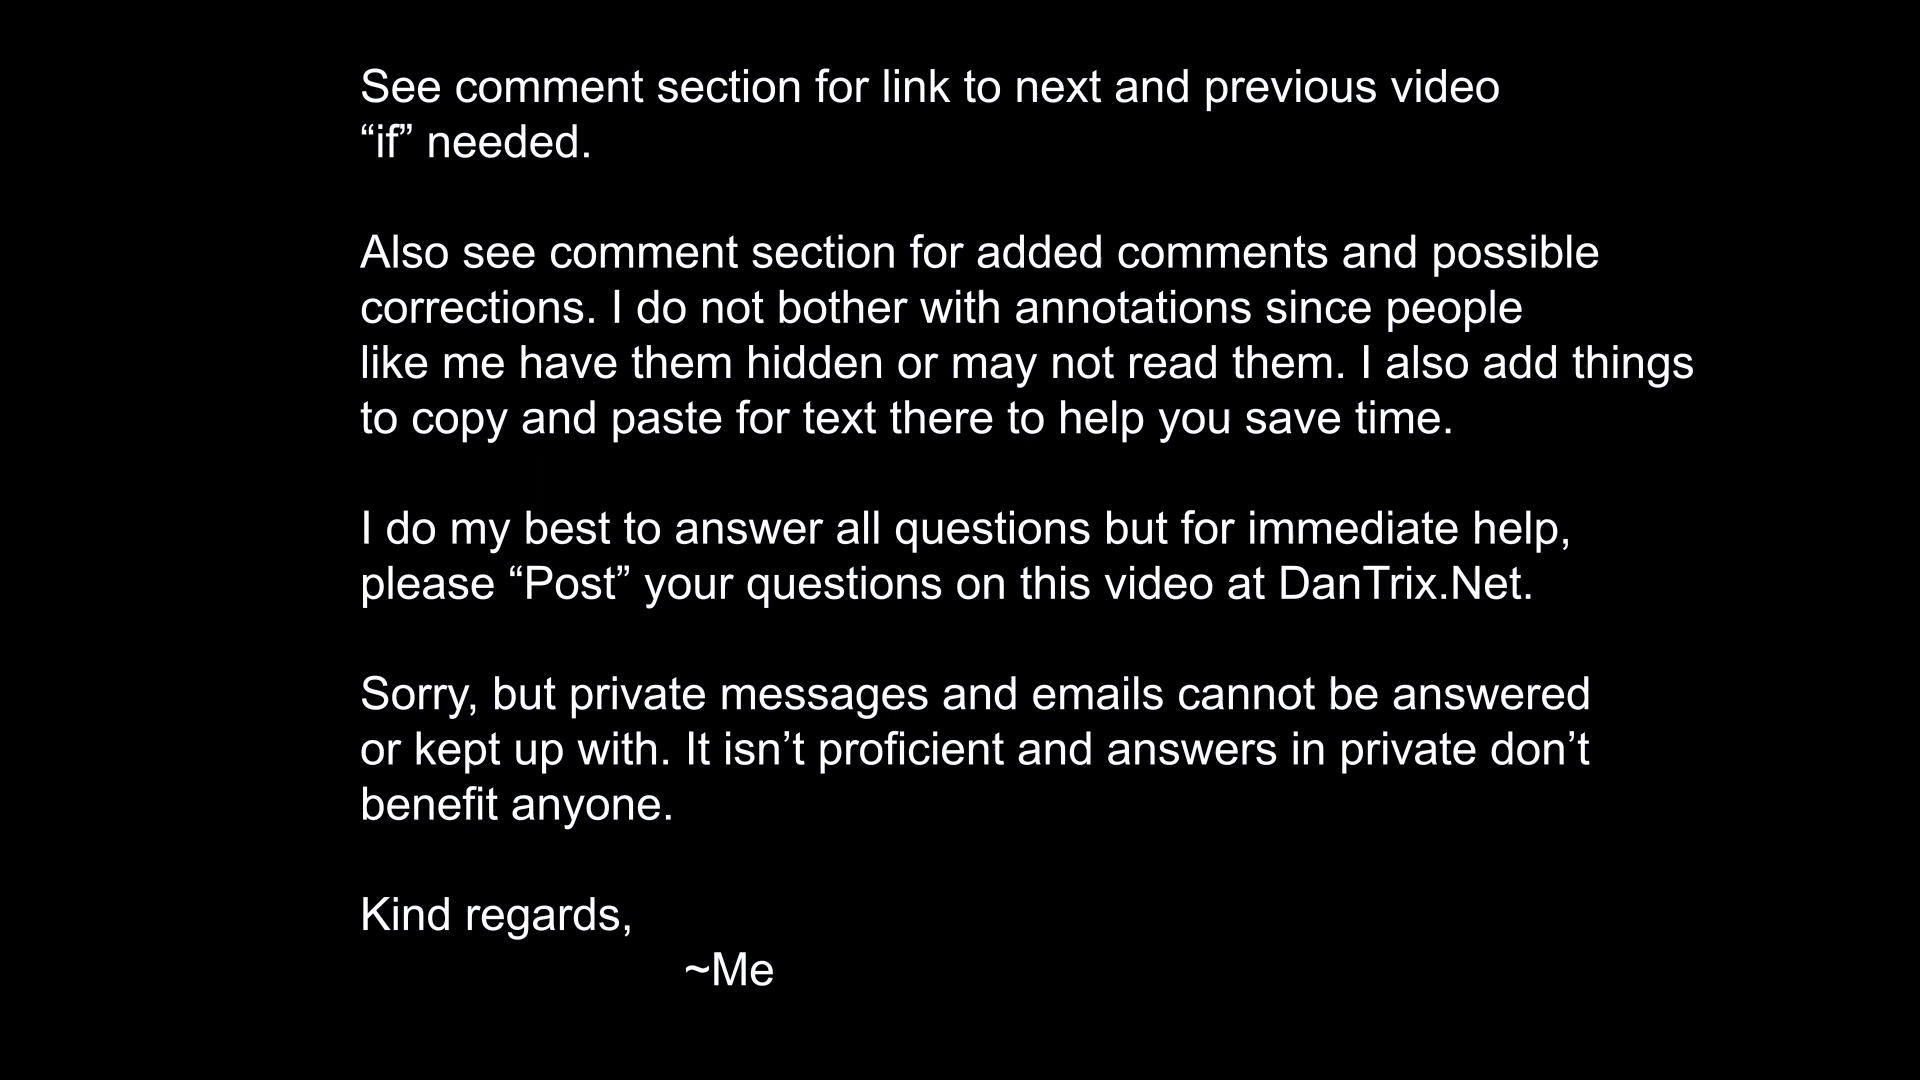 See comment section for link to next and previous video
“if” needed.
Also see comment section for added comments and possible
corrections. I do not bother with annotations since people
like me have them hidden or may not read them. I also add things
to copy and paste for text there to help you save time.
I do my best to answer all questions but for immediate help,
please “Post” your questions on this video at DanTrix.Net.
Sorry, but private messages and emails cannot be answered
or kept up with. It isn’t proficient and answers in private don’t
benefit anyone.
Kind regards,
~Me